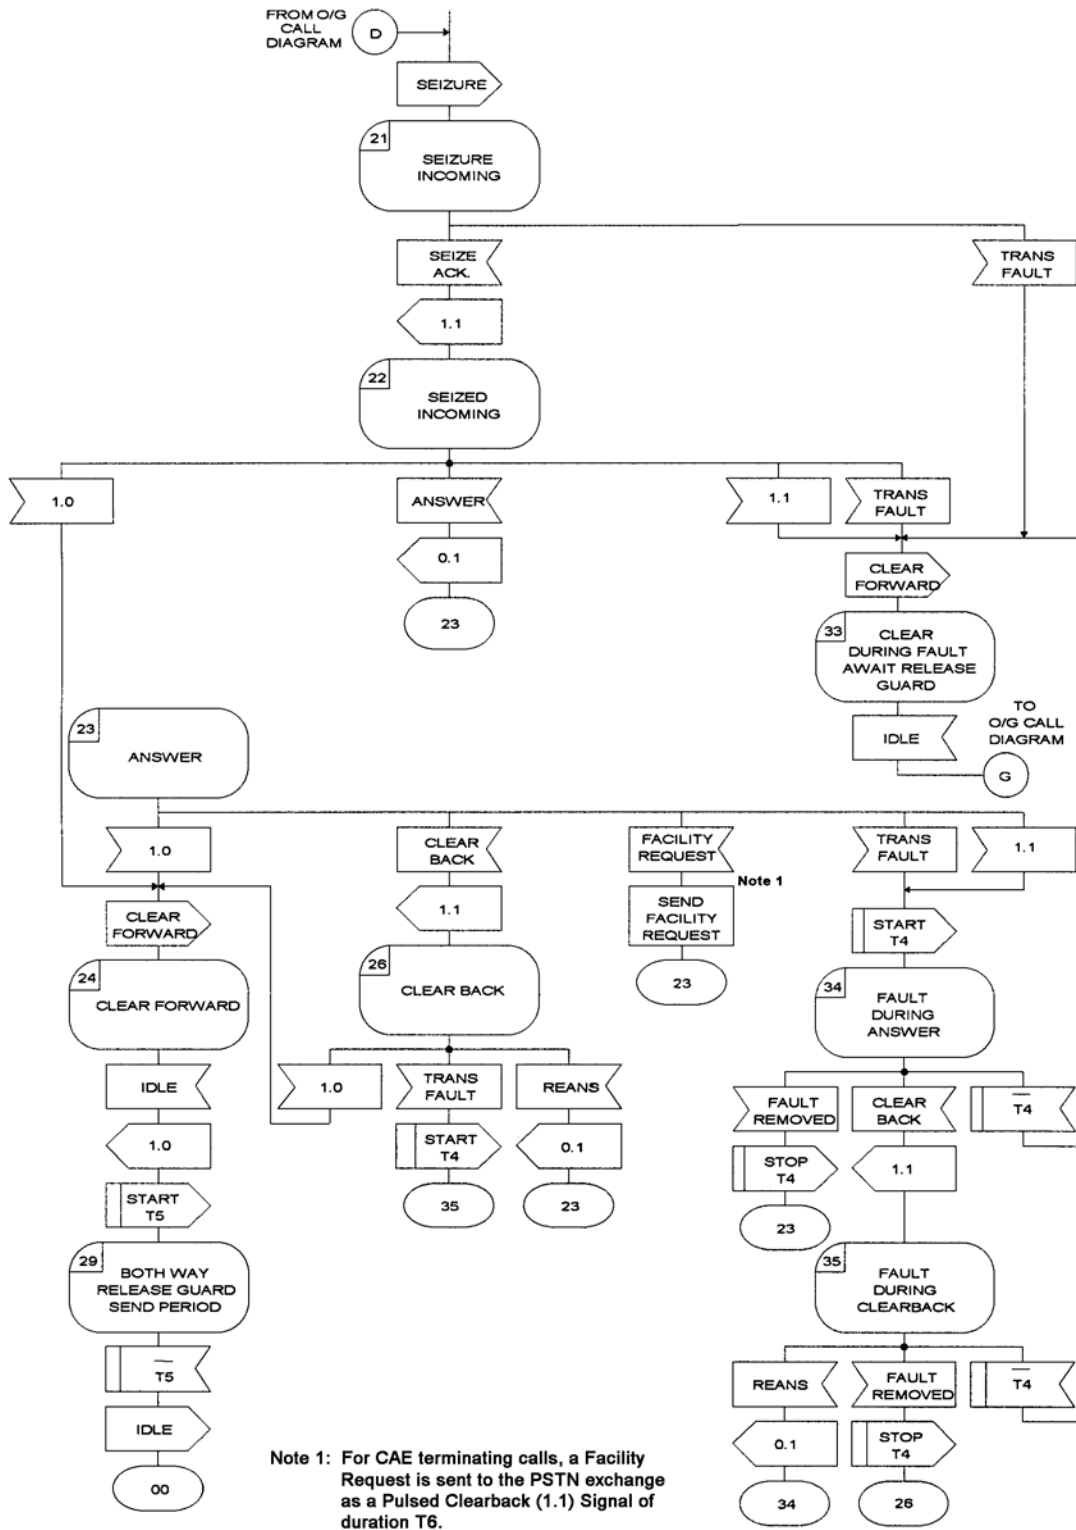 FROM O/G
CALL
DIAGRAM
D
SEIZURE
21
SEIZURE
INCOMING
SEIZE
ACK.
TRANS
FAULT
1.1
22
SEIZED
INCOMING
1.0
ANSWER
1.1
TRANS
FAULT
0.1
CLEAR
FORWARD
23
33
CLEAR
DURING FAULT
AWAIT RELEASE
GUARD
TO
O/G CALL
DIAGRAM
IDLE
G
23
ANSWER
1.0
CLEAR
BACK
FACILITY
REQUEST
TRANS
FAULT
1.1
Note 1
CLEAR
FORWARD
1.1
SEND
FACILITY
REQUEST
START
T4
24
CLEAR FORWARD
26
CLEAR BACK
23
34
FAULT
DURING
ANSWER
IDLE
1.0
TRANS
FAULT
REANS
FAULT
REMOVED
CLEAR
BACK
T4
1.0
START
T4
0.1
STOP
T4
1.1
START
T5
35
23
23
29
BOTH WAY
RELEASE GUARD
SEND PERIOD
35
FAULT
DURING
CLEARBACK
T5
REANS
FAULT
REMOVED
T4
IDLE
0.1
STOP
T4
00
34
26
Note 1: For CAE terminating calls, a Facility
Request is sent to the PSTN exchange
as a Pulsed Clearback (1.1) Signal of
duration T6.